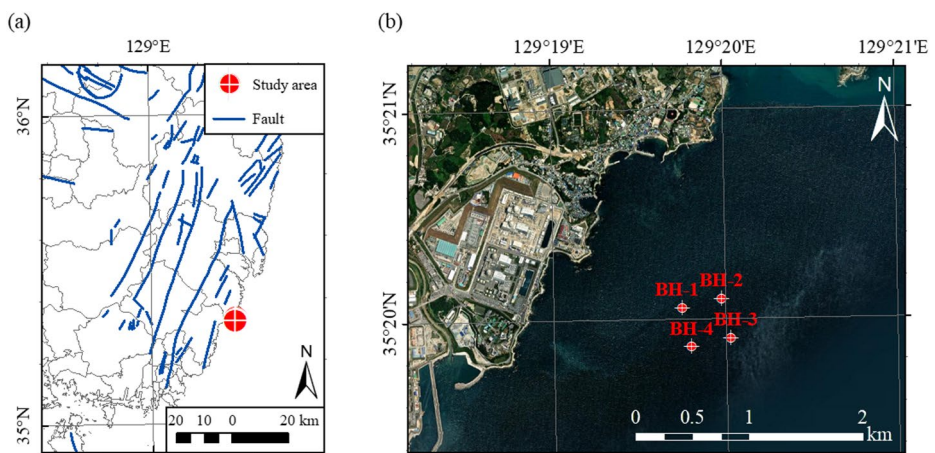 (a)
129°E
36°N
35°N
Study area
Fault
N
20 10 0 20 km
(b)
129°19'E
129°20'E
129°21'E
35°21'N
35°20'N
N
BH-1
BH-2
BH-3
BH-4
0 0.5 1 2
km